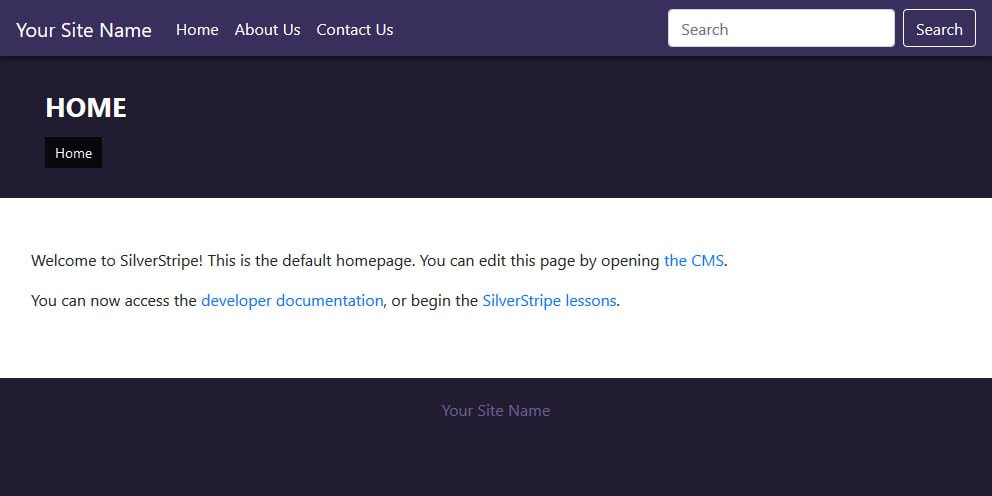 Your Site Name Home About Us Contact Us Search Search
HOME
Home
Welcome to SilverStripe! This is the default homepage. You can edit this page by opening the CMS.
You can now access the developer documentation, or begin the SilverStripe lessons.
Your Site Name